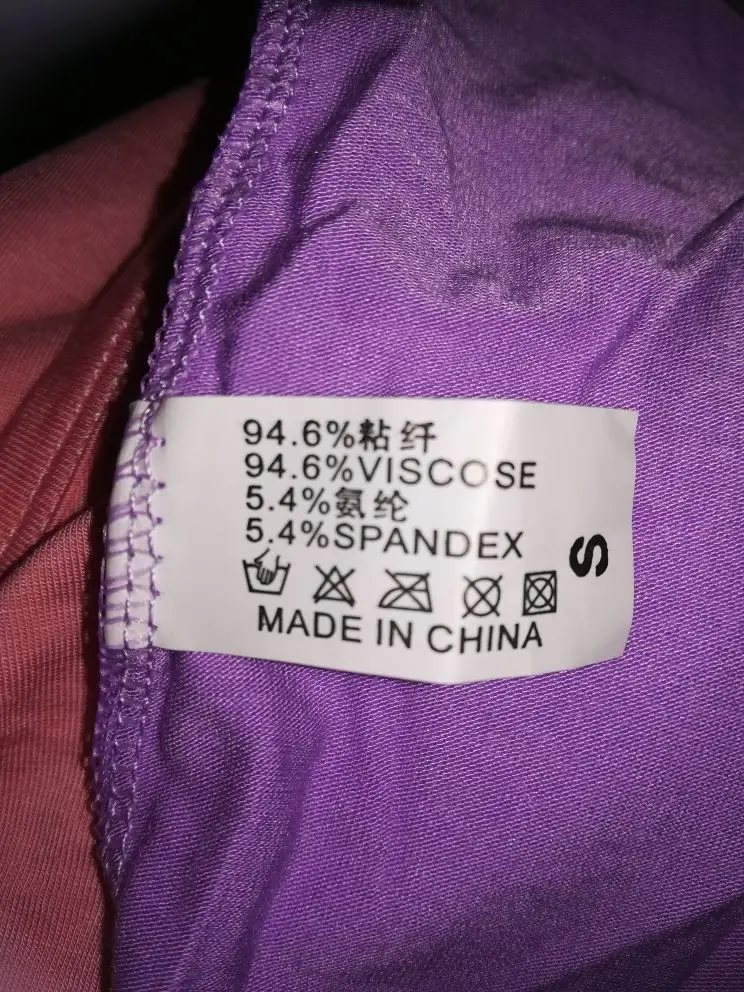 94.6%粘纤
94.6%VISCOSE
5.4%氨纶
5.4%SPANDEX
S
MADE IN CHINA